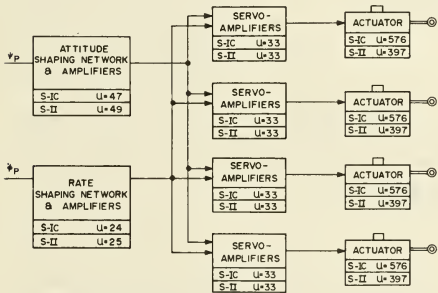 ψP
ATTITUDE
SHAPING NETWORK
& AMPLIFIERS
S-IC U=47
S-II U=49
ψ̇P
RATE
SHAPING NETWORK
& AMPLIFIERS
S-IC U=24
S-II U=25
SERVO-
AMPLIFIERS
S-IC U=33
S-II U=33
ACTUATOR
S-IC U=576
S-II U=397
SERVO-
AMPLIFIERS
S-IC U=33
S-II U=33
ACTUATOR
S-IC U=576
S-II U=397
SERVO-
AMPLIFIERS
S-IC U=33
S-II U=33
ACTUATOR
S-IC U=576
S-II U=397
SERVO-
AMPLIFIERS
S-IC U=33
S-II U=33
ACTUATOR
S-IC U=576
S-II U=397